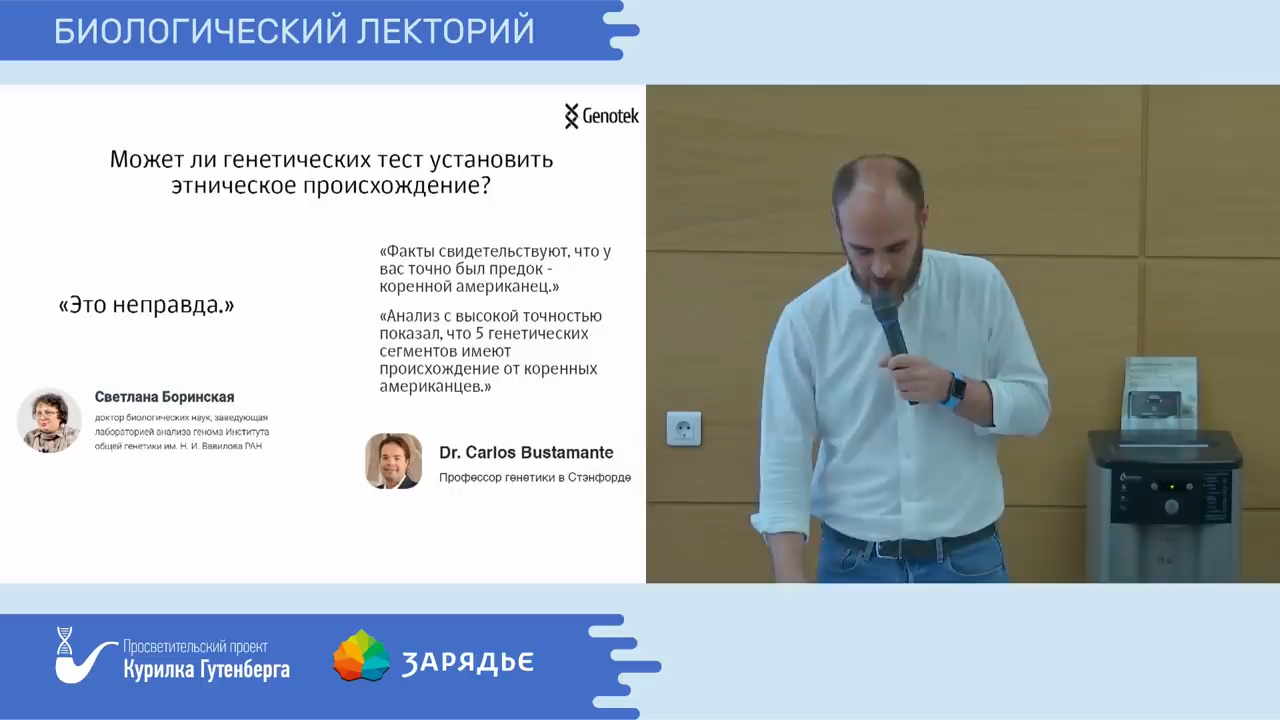 БИОЛОГИЧЕСКИЙ ЛЕКТОРИЙ
Genotek
Может ли генетических тест установить
этническое происхождение?
«Это неправда.»
Светлана Боринская
доктор биологических наук, заведующая
лабораторией анализа генома Института
общей генетики им. Н. И. Вавилова РАН
«Факты свидетельствуют, что у
вас точно был предок -
коренной американец.»
«Анализ с высокой точностью
показал, что 5 генетических
сегментов имеют
происхождение от коренных
американцев.»
Dr. Carlos Bustamante
Профессор генетики в Стэнфорде
Просветительский проект
Курилка Гутенберга
ЗАРЯДЬЕ